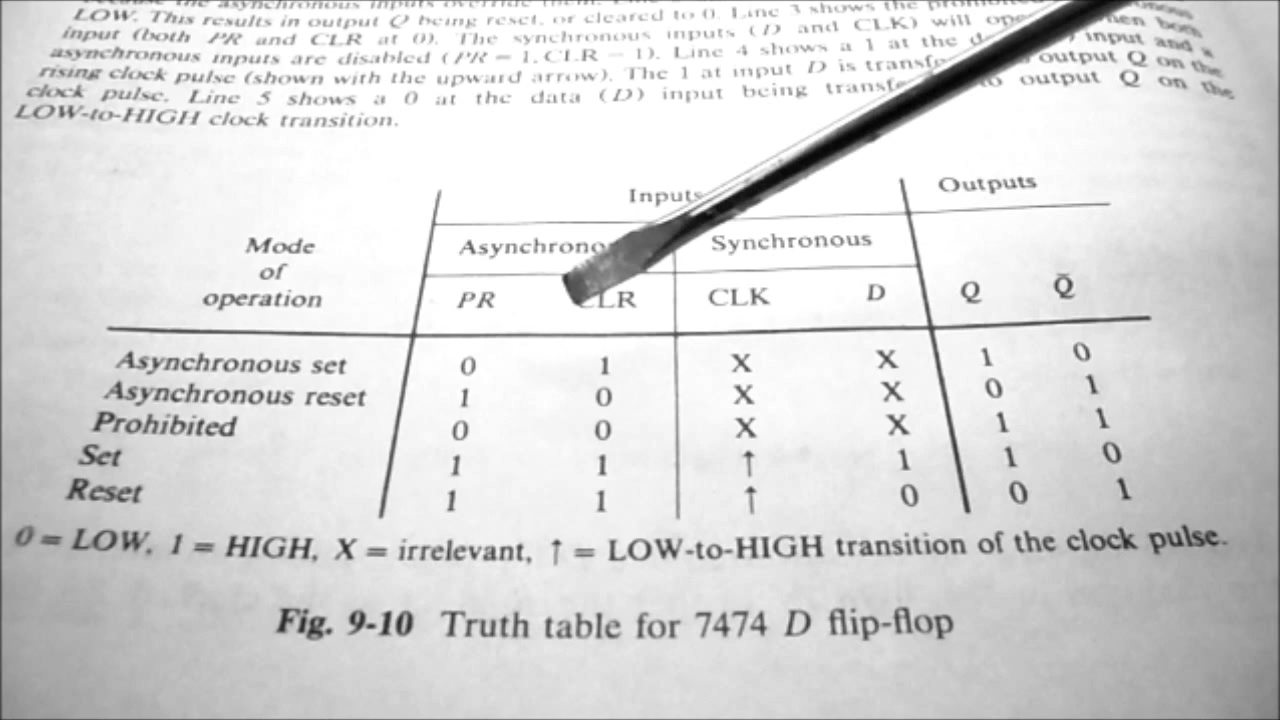 the asynchronous inputs override
LOW. This results in output Q being reset, or cleared to 0. Line 3 shows the
input (both PR and CLR at 0). The synchronous inputs (D and CLK) will both
asynchronous inputs are disabled (PR = 1, CLR = 1). Line 4 shows a 1 at the input and a
rising clock pulse (shown with the upward arrow). The 1 at input D is output Q on the
clock pulse. Line 5 shows a 0 at the data (D) input being output Q on the
LOW-to-HIGH clock transition.
Inputs Outputs
Mode of operation Asynchrono Synchronous
PR CLR CLK D Q Q̄
Asynchronous set 0 1 X X 1 0
Asynchronous reset 1 0 X X 0 1
Prohibited 0 0 X X 1 1
Set 1 1 ↑ 1 1 0
Reset 1 1 ↑ 0 0 1
0 = LOW, 1 = HIGH, X = irrelevant, ↑ = LOW-to-HIGH transition of the clock pulse.
Fig. 9-10 Truth table for 7474 D flip-flop